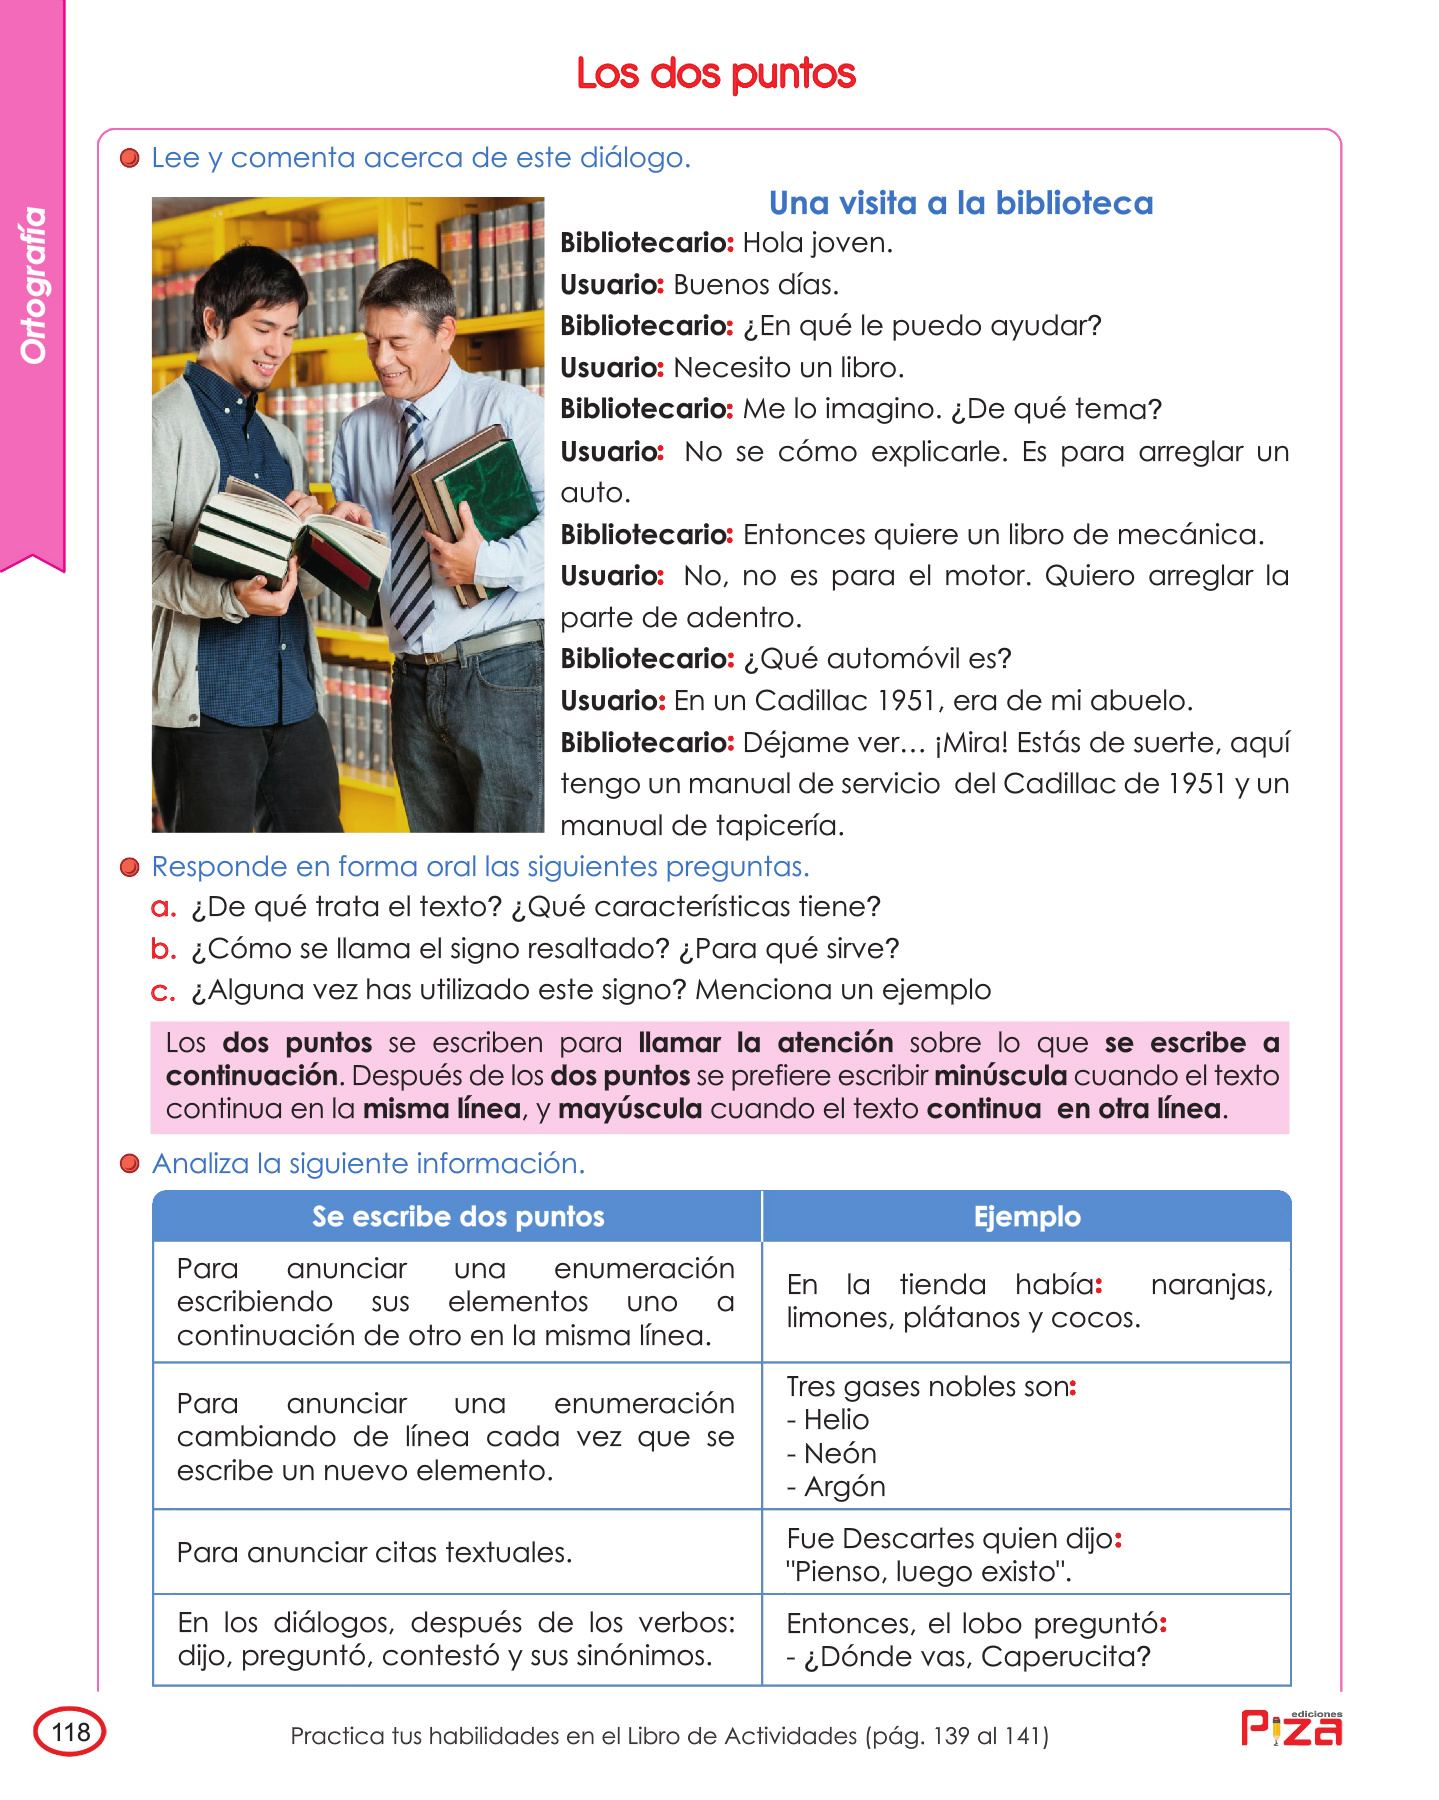 Los dos puntos
Ortografía
Lee y comenta acerca de este diálogo.
Una visita a la biblioteca
Bibliotecario: Hola joven.
Usuario: Buenos días.
Bibliotecario: ¿En qué le puedo ayudar?
Usuario: Necesito un libro.
Bibliotecario: Me lo imagino. ¿De qué tema?
Usuario: No se cómo explicarle. Es para arreglar un
auto.
Bibliotecario: Entonces quiere un libro de mecánica.
Usuario: No, no es para el motor. Quiero arreglar la
parte de adentro.
Bibliotecario: ¿Qué automóvil es?
Usuario: En un Cadillac 1951, era de mi abuelo.
Bibliotecario: Déjame ver... ¡Mira! Estás de suerte, aquí
tengo un manual de servicio del Cadillac de 1951 y un
manual de tapicería.
Responde en forma oral las siguientes preguntas.
a. ¿De qué trata el texto? ¿Qué características tiene?
b. ¿Cómo se llama el signo resaltado? ¿Para qué sirve?
c. ¿Alguna vez has utilizado este signo? Menciona un ejemplo
Los dos puntos se escriben para llamar la atención sobre lo que se escribe a
continuación. Después de los dos puntos se prefiere escribir minúscula cuando el texto
continua en la misma línea, y mayúscula cuando el texto continua en otra línea.
Analiza la siguiente información.
Se escribe dos puntos
Ejemplo
Para anunciar una enumeración
escribiendo sus elementos uno a
continuación de otro en la misma línea.
En la tienda había: naranjas,
limones, plátanos y cocos.
Para anunciar una enumeración
cambiando de línea cada vez que se
escribe un nuevo elemento.
Tres gases nobles son:
- Helio
- Neón
- Argón
Para anunciar citas textuales.
Fue Descartes quien dijo:
"Pienso, luego existo".
En los diálogos, después de los verbos:
dijo, preguntó, contestó y sus sinónimos.
Entonces, el lobo preguntó:
- ¿Dónde vas, Caperucita?
118
Practica tus habilidades en el Libro de Actividades (pág. 139 al 141)
ediciones
Piza